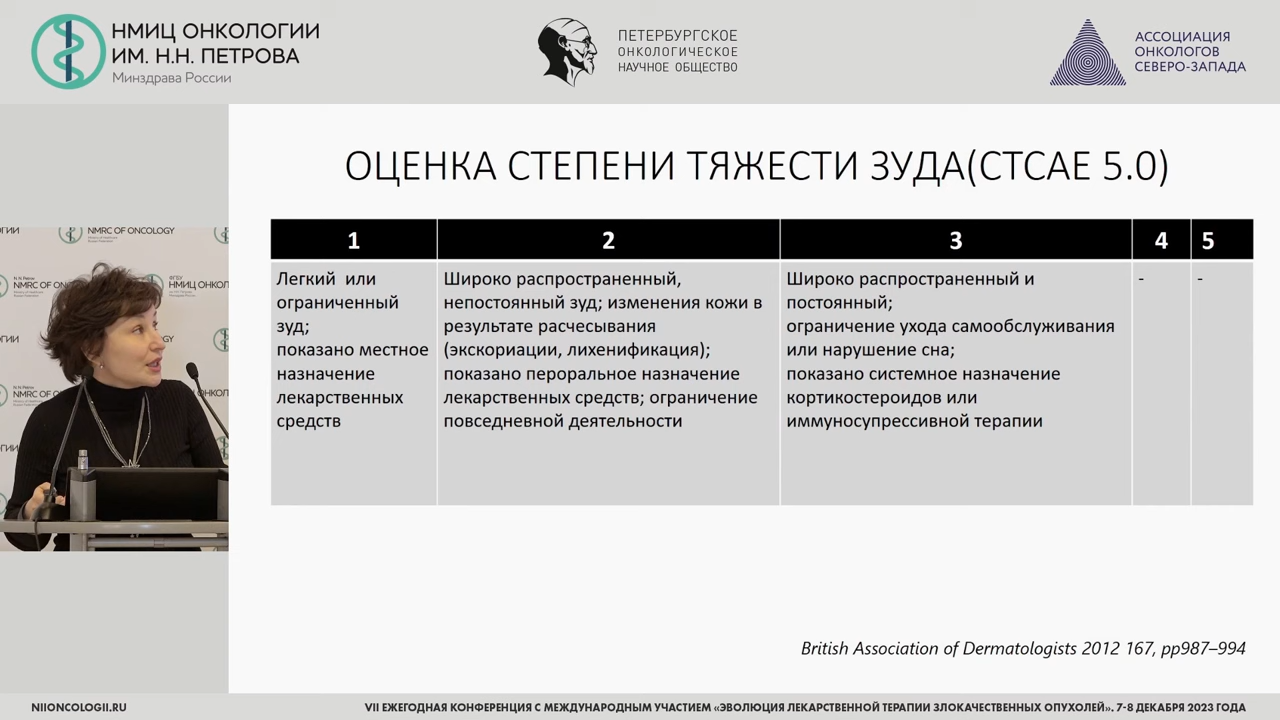 НМИЦ ОНКОЛОГИИ
ИМ. Н.Н. ПЕТРОВА
Минздрава России
ПЕТЕРБУРГСКОЕ
ОНКОЛОГИЧЕСКОЕ
НАУЧНОЕ ОБЩЕСТВО
АССОЦИАЦИЯ
ОНКОЛОГОВ
СЕВЕРО-ЗАПАДА
ОЦЕНКА СТЕПЕНИ ТЯЖЕСТИ ЗУДА(CTCAE 5.0)
1
2
3
4
5
Легкий или
ограниченный
зуд;
показано местное
назначение
лекарственных
средств
Широко распространенный,
непостоянный зуд; изменения кожи в
результате расчесывания
(экскориации, лихенификация);
показано пероральное назначение
лекарственных средств; ограничение
повседневной деятельности
Широко распространенный и
постоянный;
ограничение ухода самообслуживания
или нарушение сна;
показано системное назначение
кортикостероидов или
иммуносупрессивной терапии
-
-
British Association of Dermatologists 2012 167, pp987–994
NMRC OF ONCOLOGY
NMRC OF
НМИЦ ОНКОЛ
NIIONCOLOGII.RU
VII ЕЖЕГОДНАЯ КОНФЕРЕНЦИЯ С МЕЖДУНАРОДНЫМ УЧАСТИЕМ «ЭВОЛЮЦИЯ ЛЕКАРСТВЕННОЙ ТЕРАПИИ ЗЛОКАЧЕСТВЕННЫХ ОПУХОЛЕЙ». 7-8 ДЕКАБРЯ 2023 ГОДА